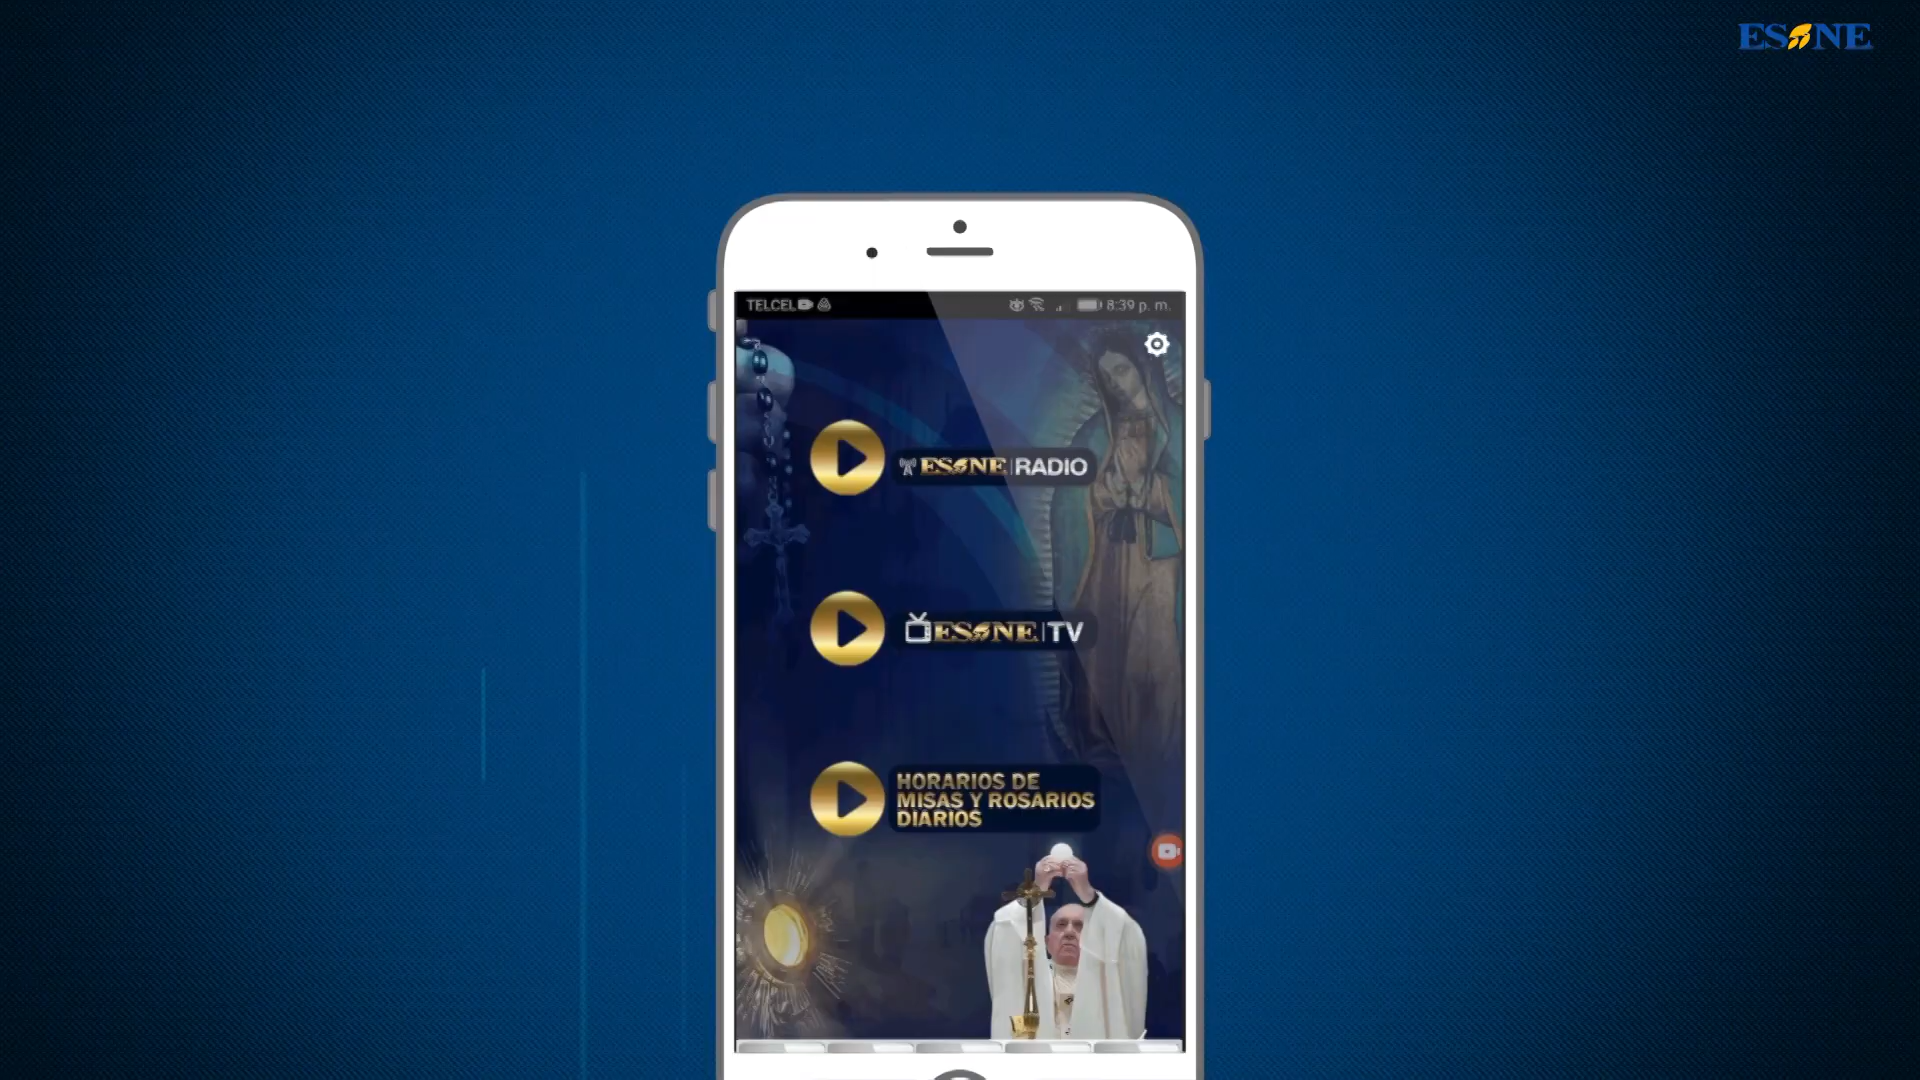 ESNE
TELCEL 8:39 p. m.
ESNE RADIO
ESNE TV
HORARIOS DE
MISAS Y ROSARIOS
DIARIOS